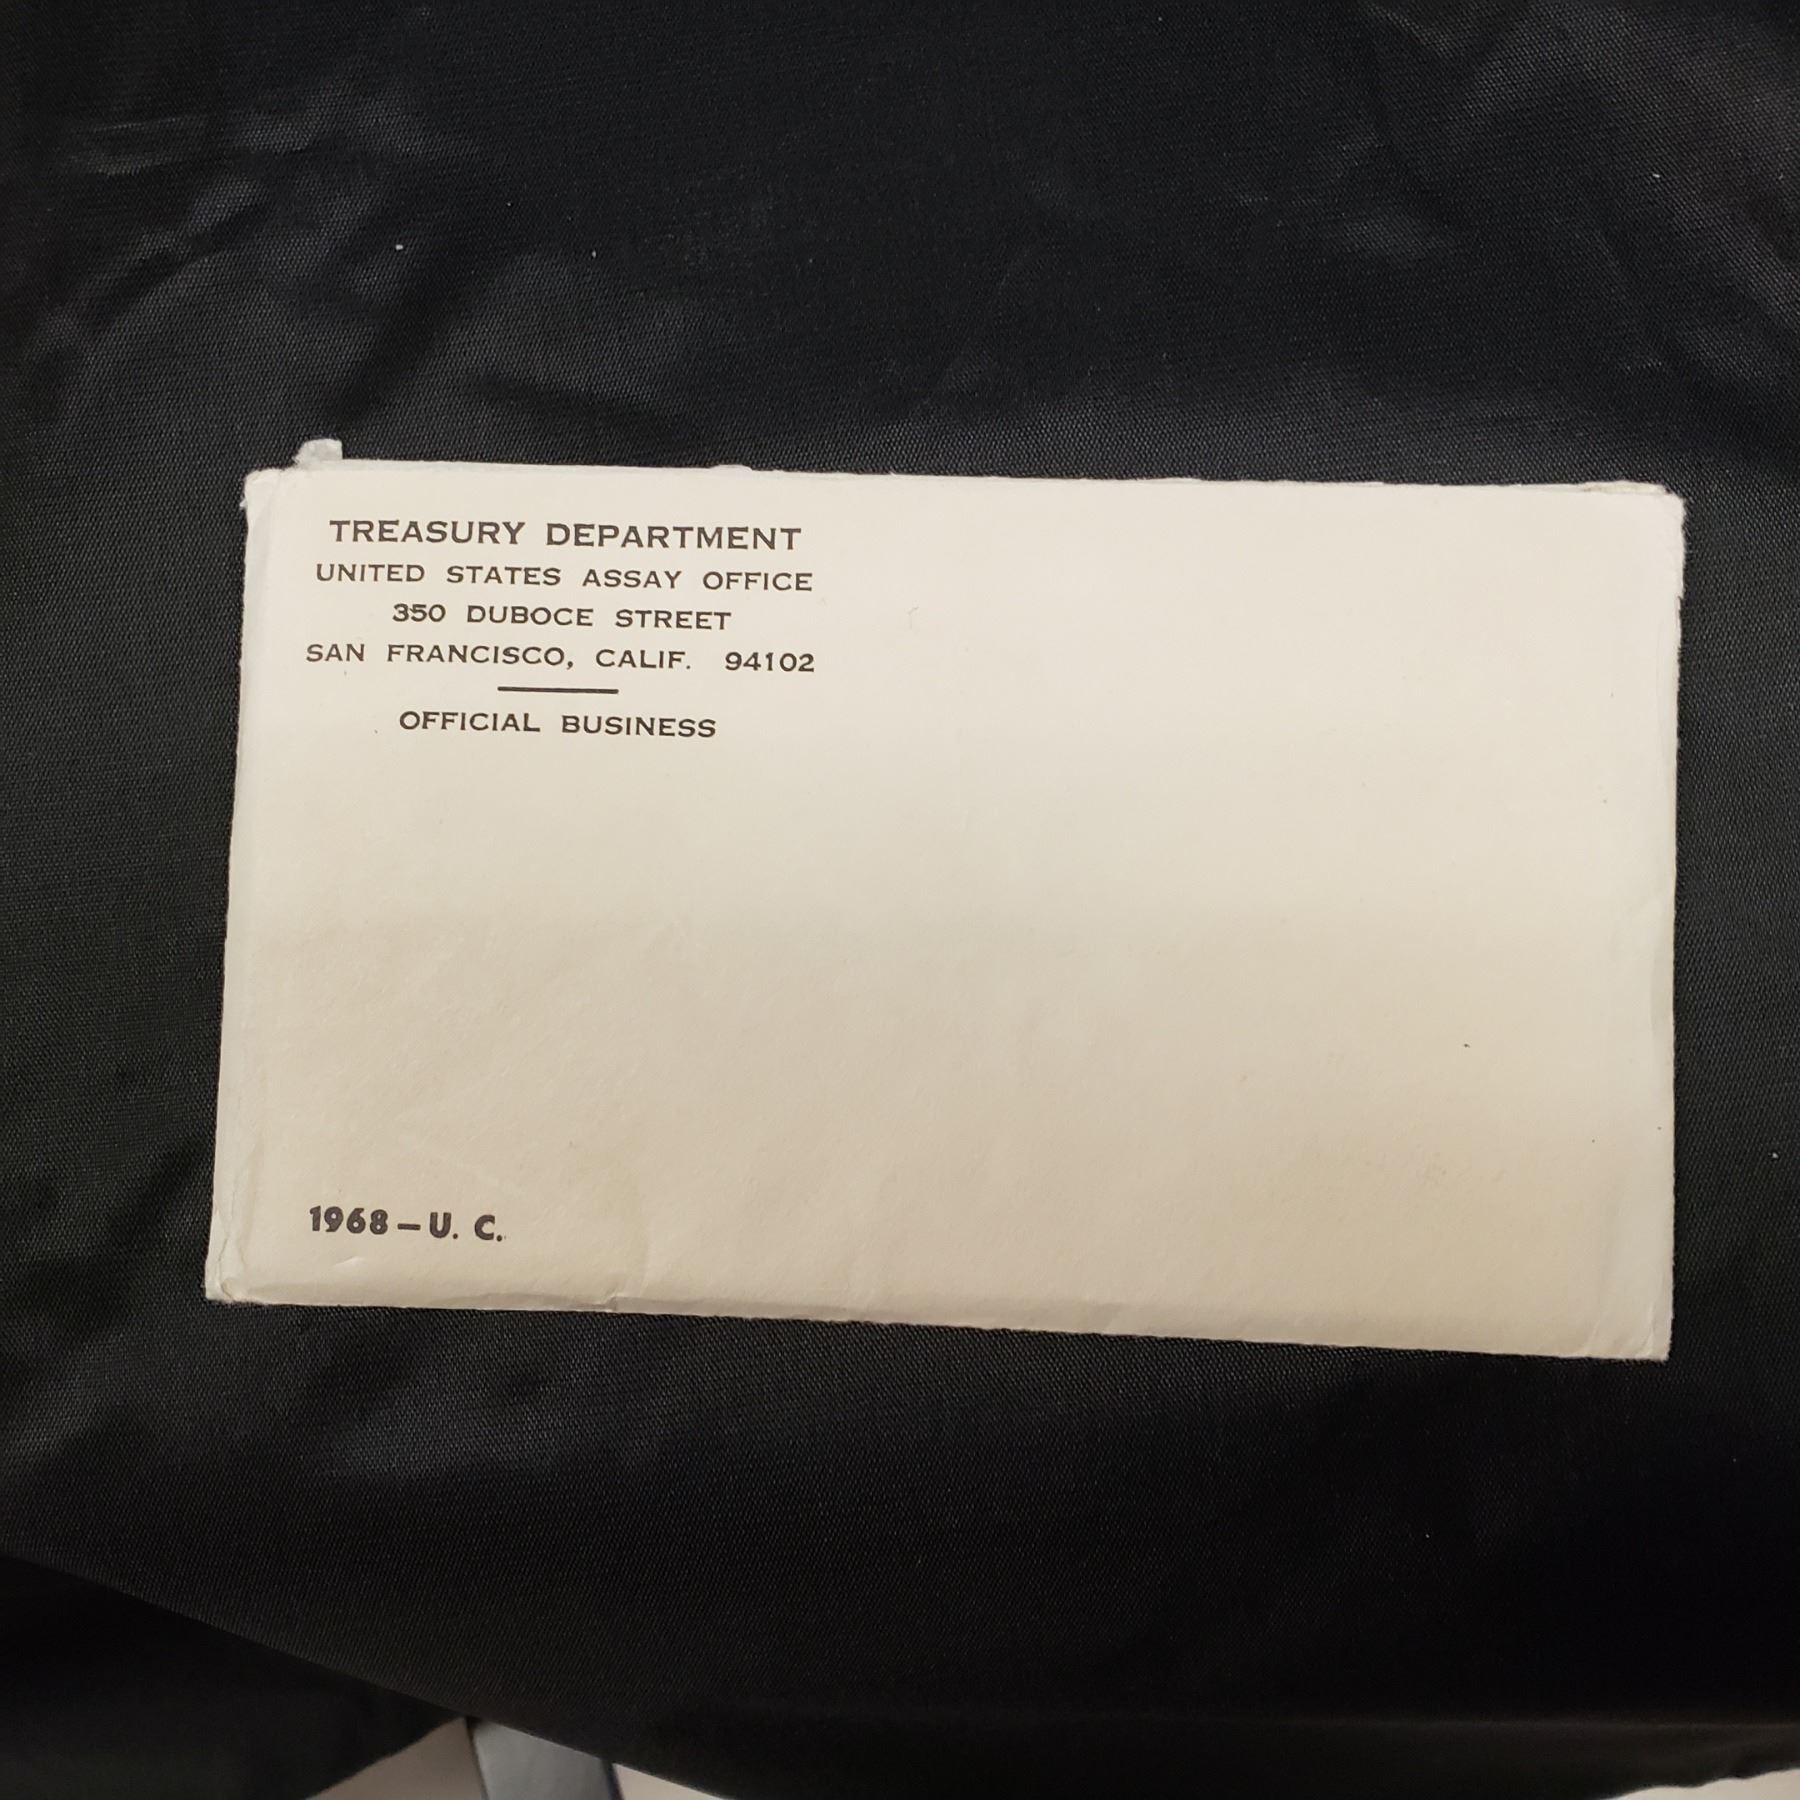 TREASURY DEPARTMENT
UNITED STATES ASSAY OFFICE
350 DUBOCE STREET
SAN FRANCISCO, CALIF. 94102
OFFICIAL BUSINESS
1968 – U. C.